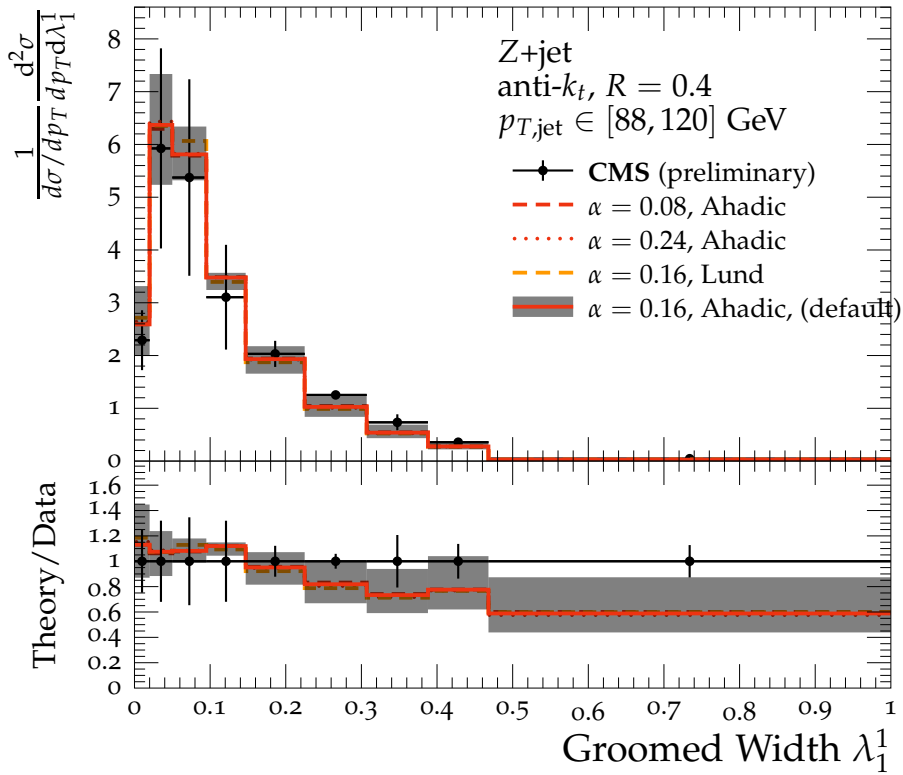 1/(dσ/dp_T) d²σ/(dp_T dλ₁¹)
8
7
6
5
4
3
2
1
0
Z+jet
anti-k_t, R = 0.4
p_T,jet ∈ [88, 120] GeV
CMS (preliminary)
α = 0.08, Ahadic
α = 0.24, Ahadic
α = 0.16, Lund
α = 0.16, Ahadic, (default)
Theory/Data
1.6
1.4
1.2
1
0.8
0.6
0.4
0.2
0
0 0.1 0.2 0.3 0.4 0.5 0.6 0.7 0.8 0.9 1
Groomed Width λ₁¹